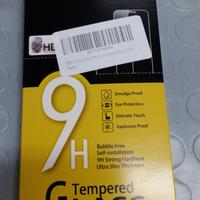 HD
9H
Smudge Proof
Eye Protection
Delicate Touch
Explosion Proof
Bubble Free
Self-installation
9H Strong Hardness
Ultra Slim Thickness
Tempered
GLASS